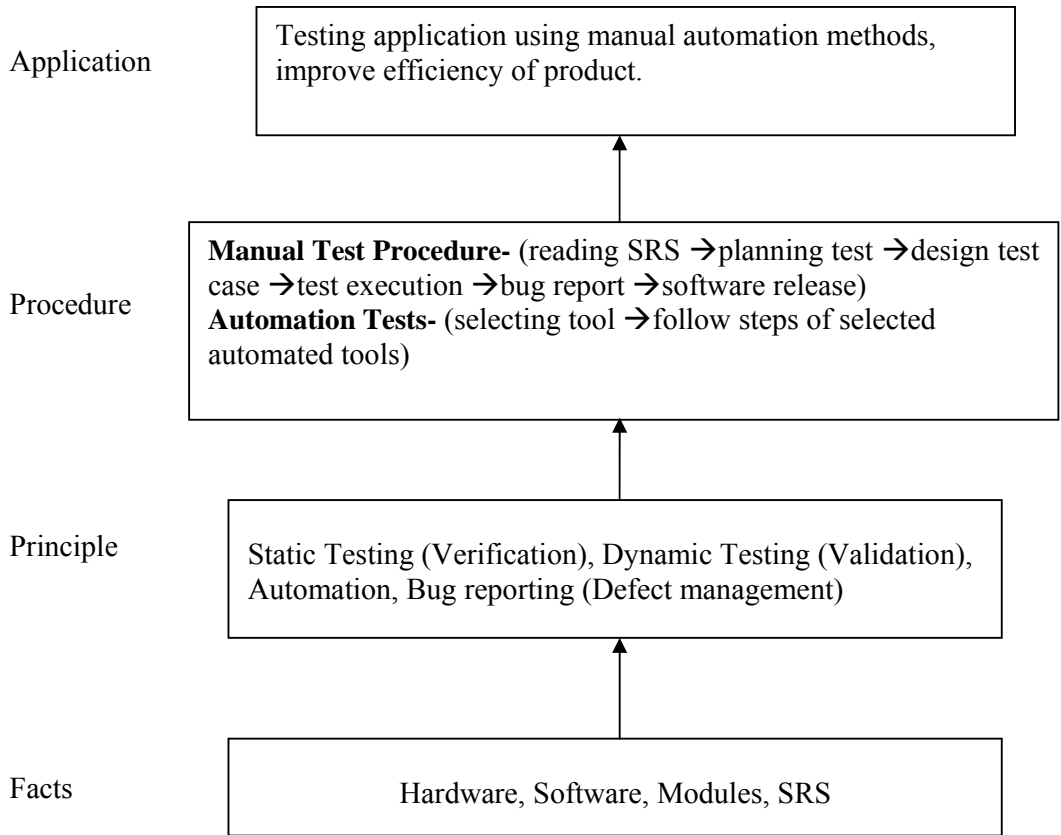 Application
Testing application using manual automation methods,
improve efficiency of product.
Procedure
Manual Test Procedure- (reading SRS →planning test →design test
case →test execution →bug report →software release)
Automation Tests- (selecting tool →follow steps of selected
automated tools)
Principle
Static Testing (Verification), Dynamic Testing (Validation),
Automation, Bug reporting (Defect management)
Facts
Hardware, Software, Modules, SRS